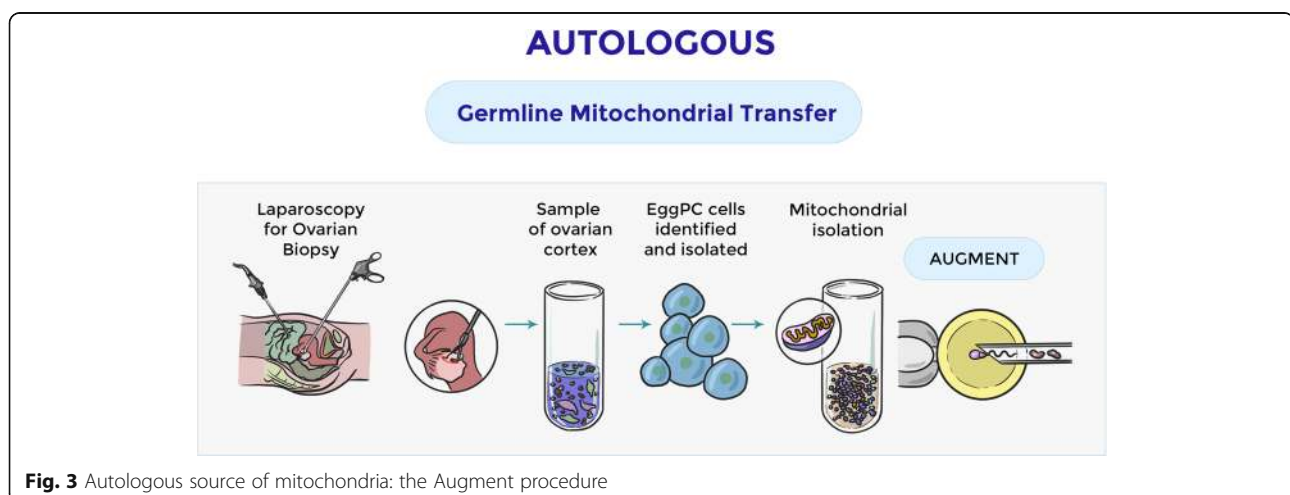 AUTOLOGOUS
Germline Mitochondrial Transfer
Laparoscopy
for Ovarian
Biopsy
Sample
of ovarian
cortex
EggPC cells
identified
and isolated
Mitochondrial
isolation
AUGMENT
Fig. 3 Autologous source of mitochondria: the Augment procedure